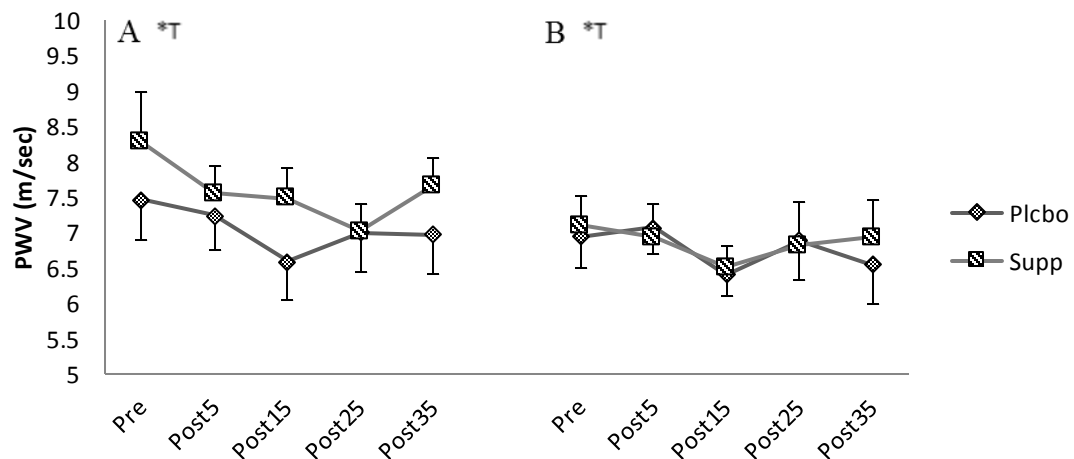 A *T
B *T
PWV (m/sec)
10
9.5
9
8.5
8
7.5
7
6.5
6
5.5
5
Pre
Post5
Post15
Post25
Post35
Pre
Post5
Post15
Post25
Post35
Plcbo
Supp